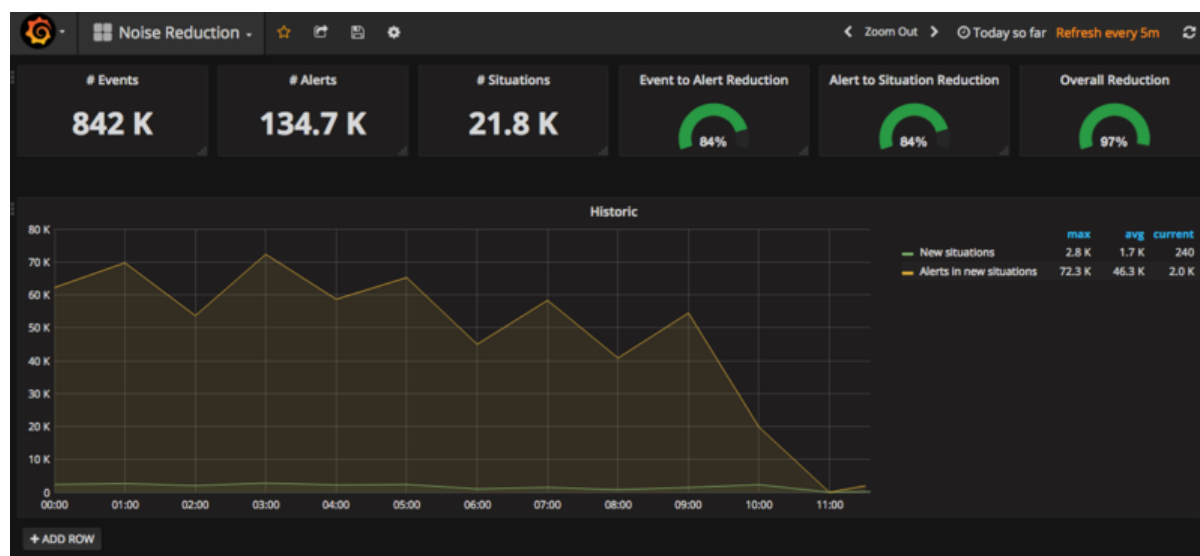 Noise Reduction
Zoom Out
Today so far Refresh every 5m
# Events
842 K
# Alerts
134.7 K
# Situations
21.8 K
Event to Alert Reduction
84%
Alert to Situation Reduction
84%
Overall Reduction
97%
Historic
80 K
70 K
60 K
50 K
40 K
30 K
20 K
10 K
0
00:00 01:00 02:00 03:00 04:00 05:00 06:00 07:00 08:00 09:00 10:00 11:00
max avg current
New situations 2.8 K 1.7 K 240
Alerts in new situations 72.3 K 46.3 K 2.0 K
+ ADD ROW